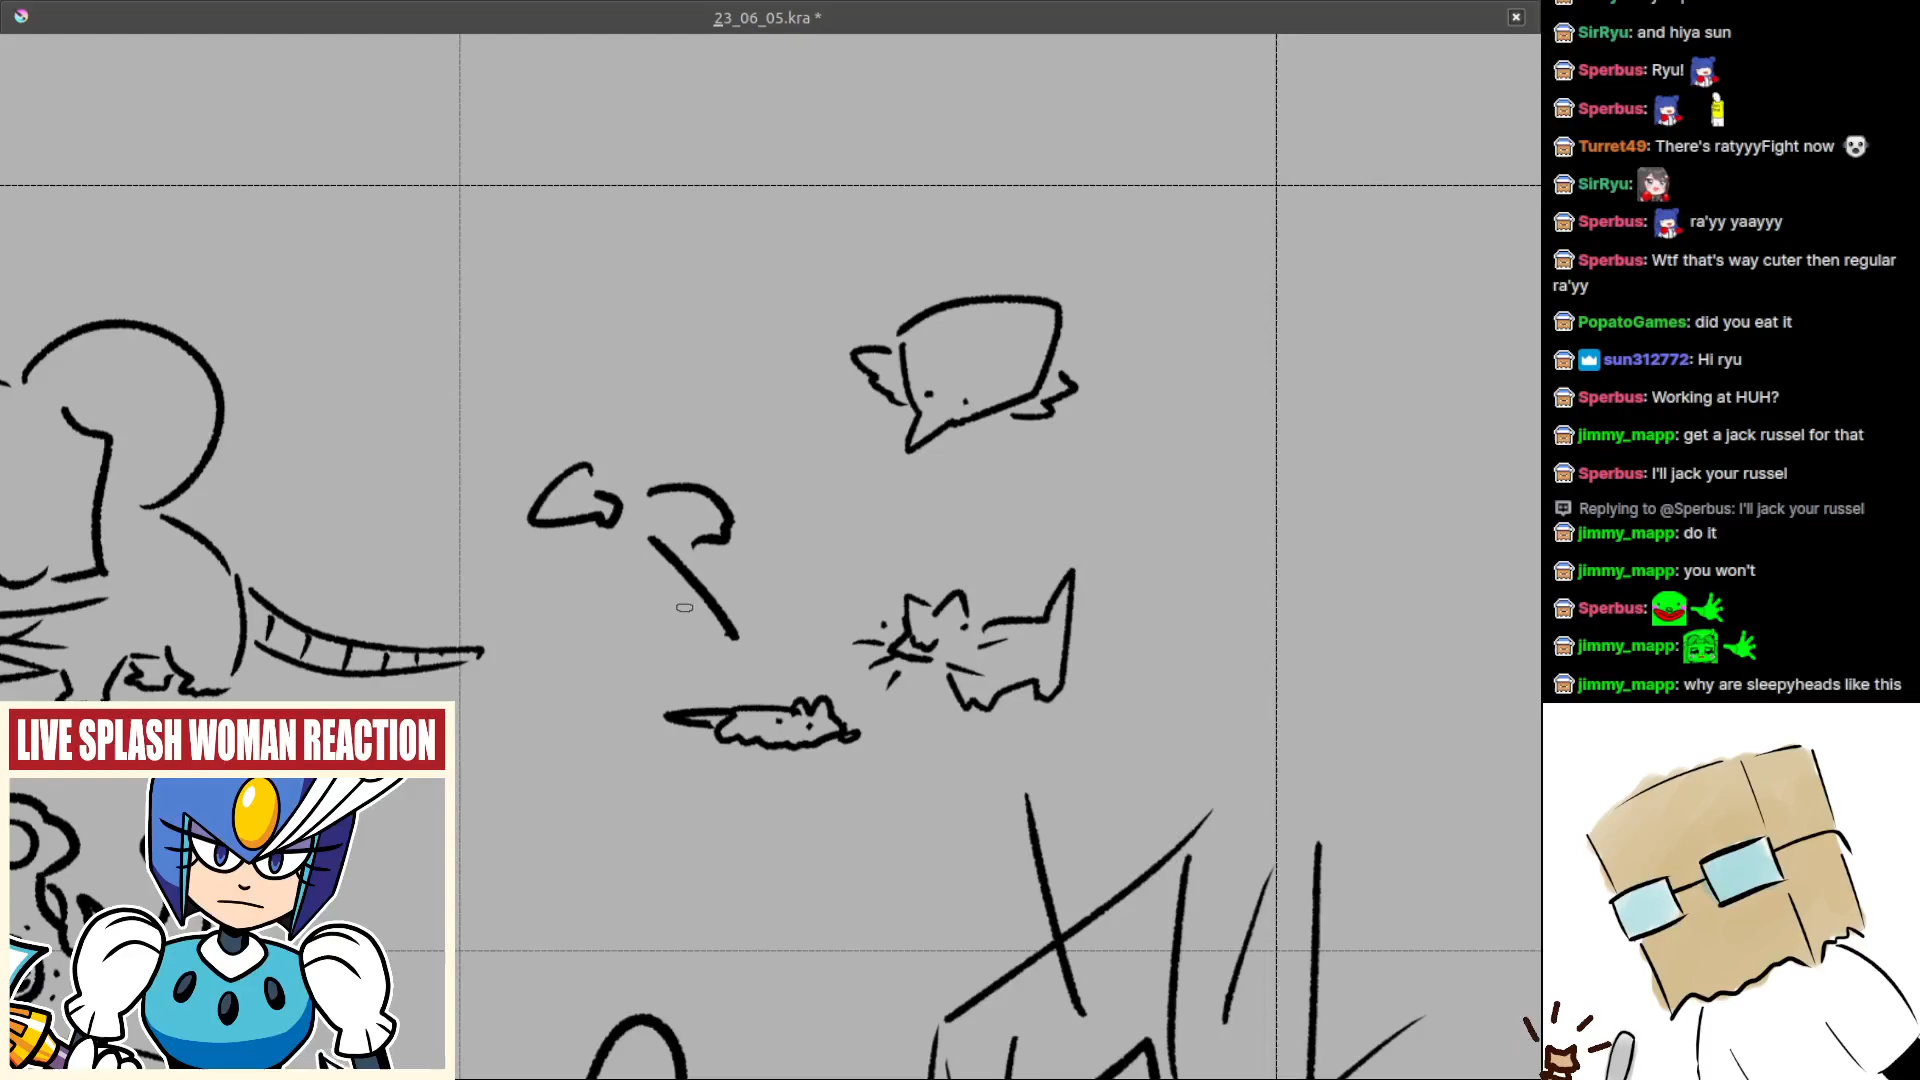 23_06_05.kra *
SirRyu: and hiya sun
Sperbus: Ryu!
Sperbus:
Turret49: There's ratyyyFight now
SirRyu:
Sperbus: ra'yy yaayyy
Sperbus: Wtf that's way cuter then regular
ra'yy
PopatoGames: did you eat it
sun312772: Hi ryu
Sperbus: Working at HUH?
jimmy_mapp: get a jack russel for that
Sperbus: I'll jack your russel
Replying to @Sperbus: I'll jack your russel
jimmy_mapp: do it
jimmy_mapp: you won't
Sperbus:
jimmy_mapp:
jimmy_mapp: why are sleepyheads like this
LIVE SPLASH WOMAN REACTION